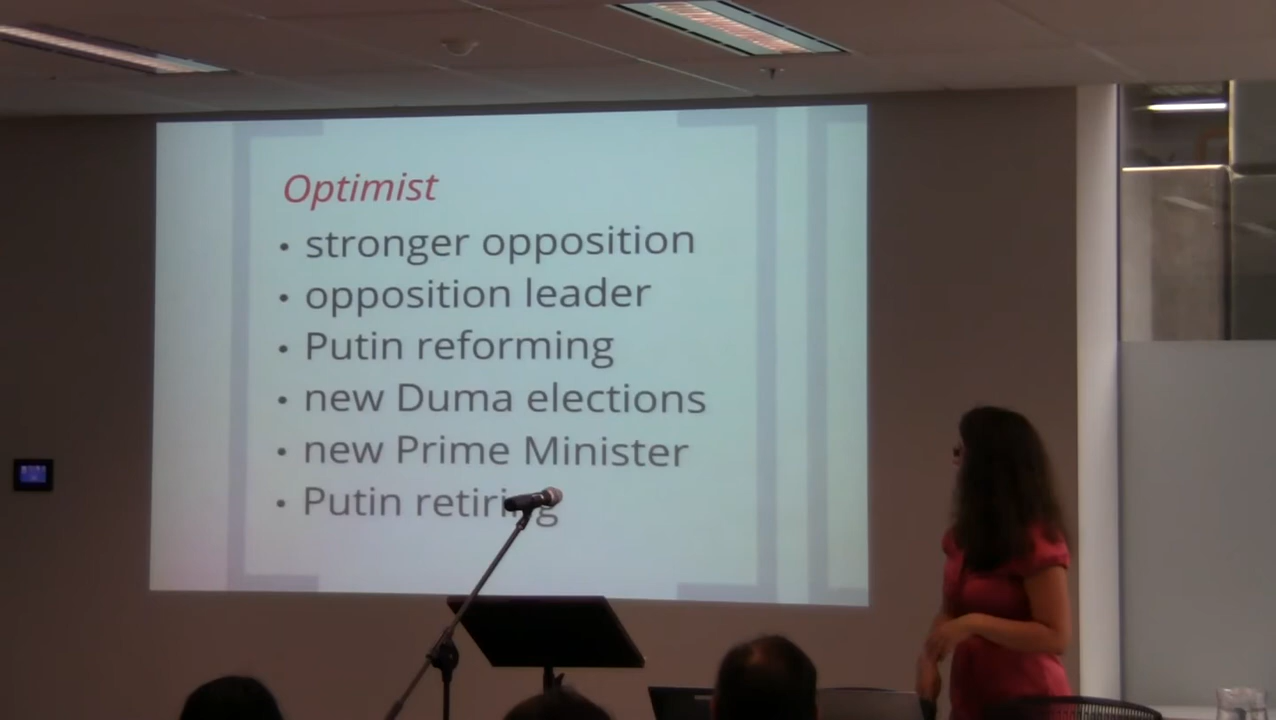 Optimist
• stronger opposition
• opposition leader
• Putin reforming
• new Duma elections
• new Prime Minister
• Putin retiring